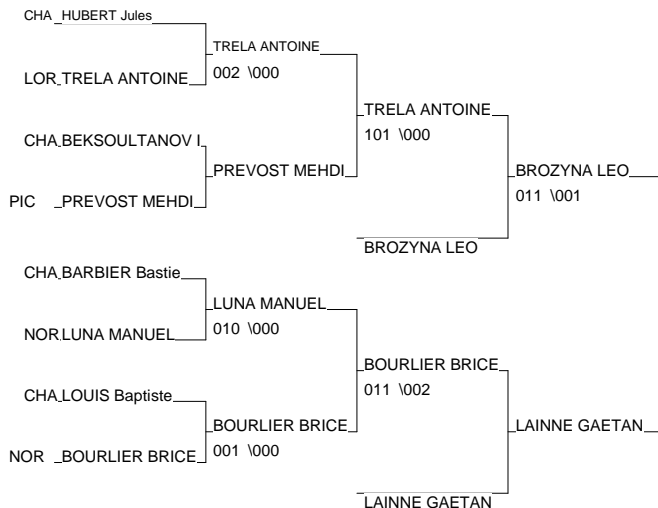 CHA HUBERT Jules
TRELA ANTOINE
002 \000
LOR TRELA ANTOINE
TRELA ANTOINE
101 \000
CHA BEKSOULTANOV I
PREVOST MEHDI
BROZYNA LEO
011 \001
PIC PREVOST MEHDI
BROZYNA LEO
CHA BARBIER Bastie
LUNA MANUEL
010 \000
NOR LUNA MANUEL
BOURLIER BRICE
011 \002
CHA LOUIS Baptiste
BOURLIER BRICE
001 \000
LAINNE GAETAN
NOR BOURLIER BRICE
LAINNE GAETAN